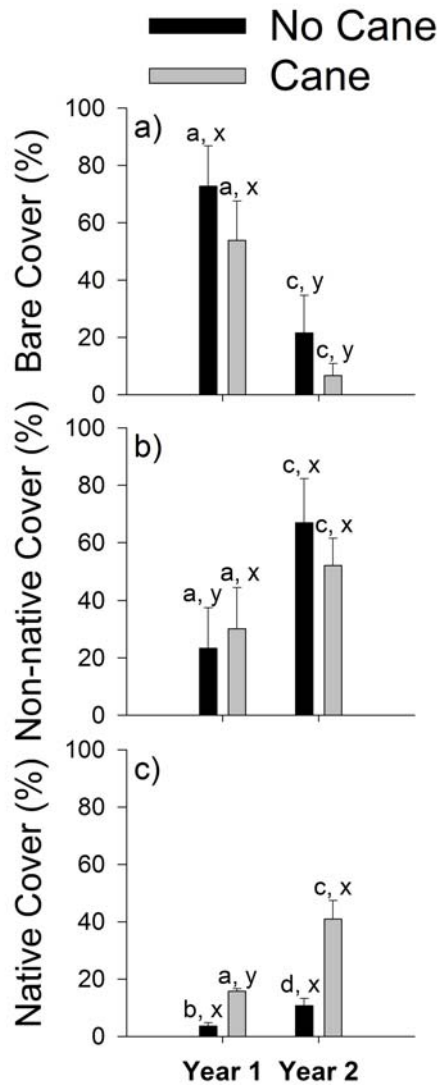 No Cane
Cane
a)
Bare Cover (%)
100
80
60
40
20
0
a, x
a, x
c, y
c, y
b)
Non-native Cover (%)
100
80
60
40
20
0
a, y
a, x
c, x
c, x
c)
Native Cover (%)
100
80
60
40
20
0
b, x
a, y
d, x
c, x
Year 1 Year 2